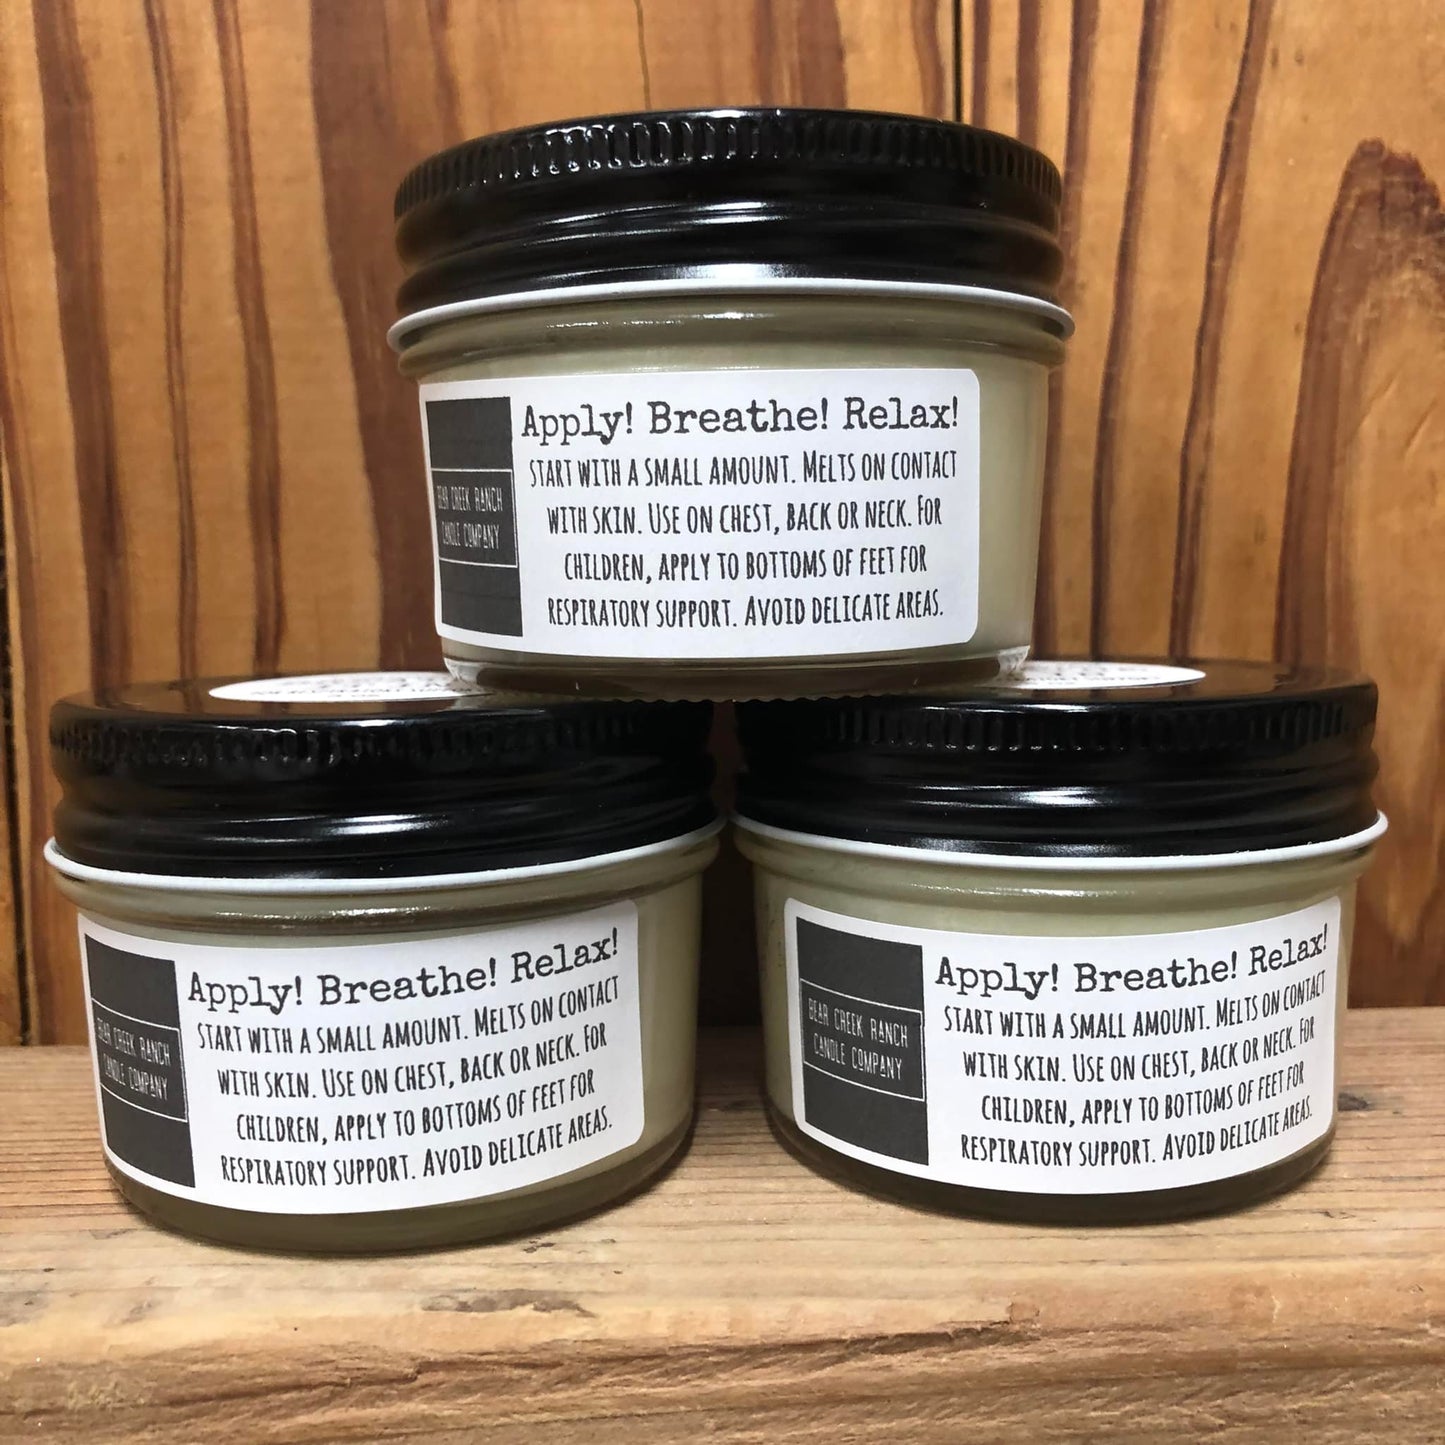 Apply! Breathe! Relax!
START WITH A SMALL AMOUNT. MELTS ON CONTACT
WITH SKIN. USE ON CHEST, BACK OR NECK. FOR
CHILDREN, APPLY TO BOTTOMS OF FEET FOR
RESPIRATORY SUPPORT. AVOID DELICATE AREAS.
BEAR CREEK RANCH
CANDLE COMPANY
Apply! Breathe! Relax!
START WITH A SMALL AMOUNT. MELTS ON CONTACT
WITH SKIN. USE ON CHEST, BACK OR NECK. FOR
CHILDREN, APPLY TO BOTTOMS OF FEET FOR
RESPIRATORY SUPPORT. AVOID DELICATE AREAS.
BEAR CREEK RANCH
CANDLE COMPANY
Apply! Breathe! Relax!
START WITH A SMALL AMOUNT. MELTS ON CONTACT
WITH SKIN. USE ON CHEST, BACK OR NECK. FOR
CHILDREN, APPLY TO BOTTOMS OF FEET FOR
RESPIRATORY SUPPORT. AVOID DELICATE AREAS.
BEAR CREEK RANCH
CANDLE COMPANY